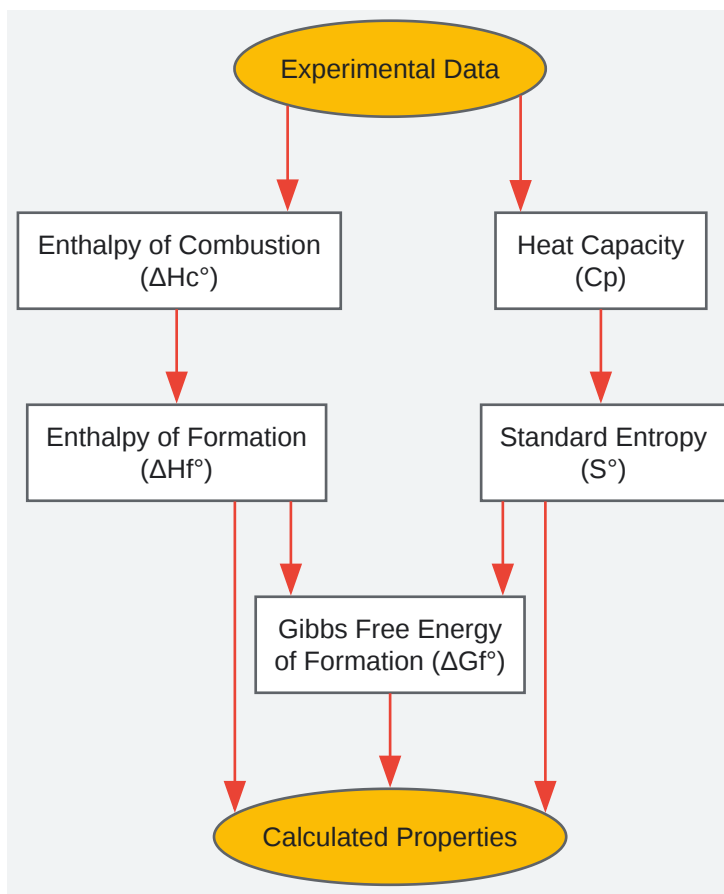 Experimental Data
Enthalpy of Combustion
(ΔHc°)
Heat Capacity
(Cp)
Enthalpy of Formation
(ΔHf°)
Standard Entropy
(S°)
Gibbs Free Energy
of Formation (ΔGf°)
Calculated Properties